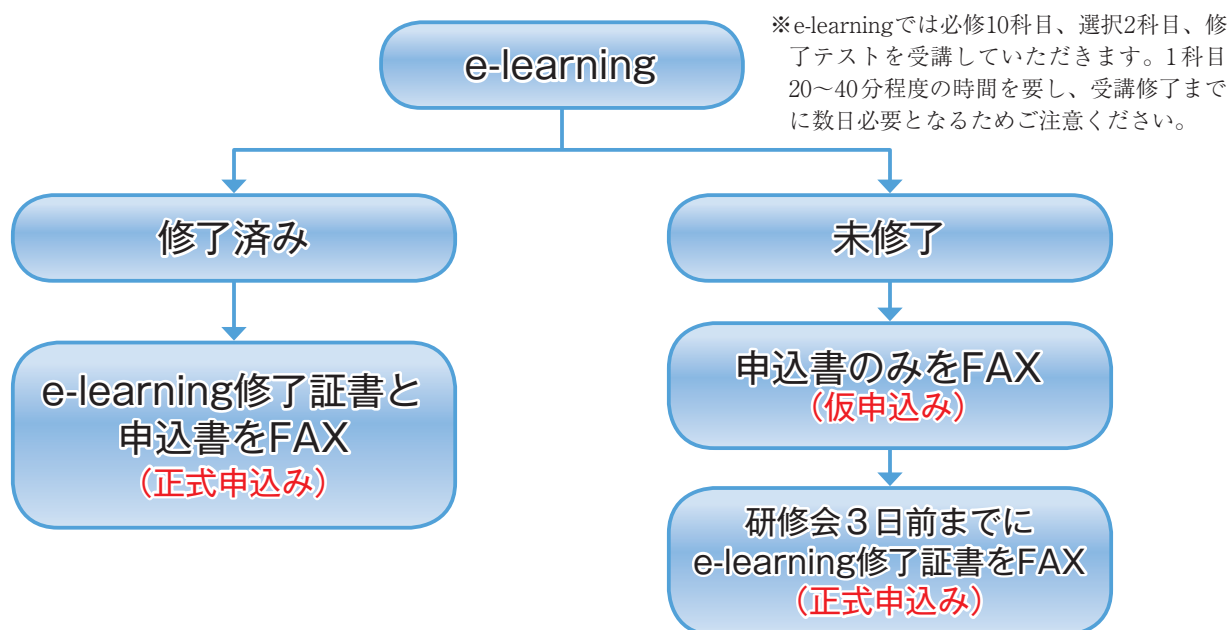 e-learning
※e-learningでは必修10科目、選択2科目、修
了テストを受講していただきます。1科目
20～40分程度の時間を要し、受講修了まで
に数日必要となるためご注意ください。
修了済み
未修了
e-learning修了証書と
申込書をFAX
（正式申込み）
申込書のみをFAX
（仮申込み）
研修会３日前までに
e-learning修了証書をFAX
（正式申込み）